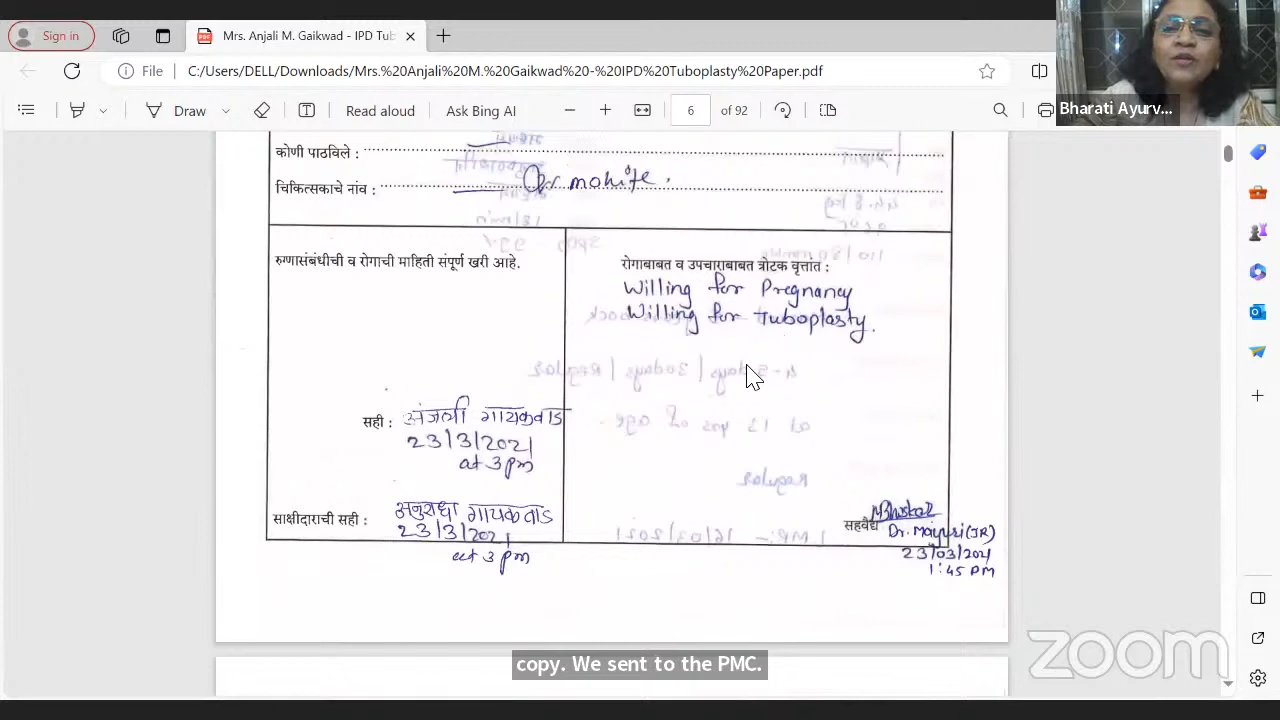 Sign in
Mrs. Anjali M. Gaikwad - IPD Tub
File
C:/Users/DELL/Downloads/Mrs.%20Anjali%20M.%20Gaikwad%20-%20IPD%20Tuboplasty%20Paper.pdf
Draw
Read aloud
Ask Bing AI
6
of 92
Bharati Ayurv...
कोणी पाठविले :
चिकित्सकाचे नांव :
Dr mohite.
रुग्णासंबंधीची व रोगाची माहिती संपूर्ण खरी आहे.
रोगाबाबत व उपचाराबाबत त्रोटक वृत्तांत :
Willing for Pregnancy
Willing for Tuboplasty.
सही : अंजली गायकवाड
23/3/2021
at 3 pm
साक्षीदाराची सही : अनुराधा गायकवाड
23/3/2021
at 3 pm
सहवैद्य
Dr. Mayuri (JR)
23/03/2021
1:45 PM
copy. We sent to the PMC.
zoom